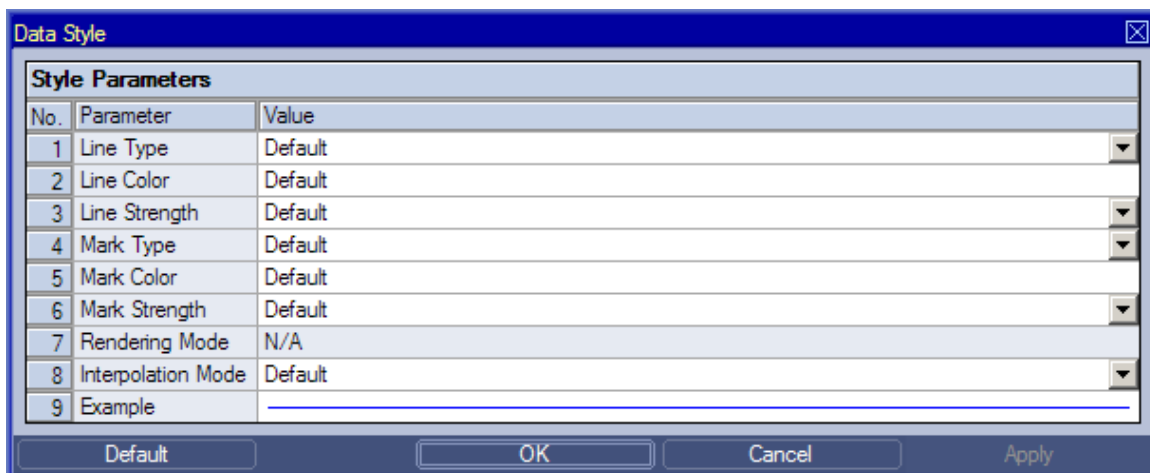 Data Style
Style Parameters
No. Parameter Value
1 Line Type Default
2 Line Color Default
3 Line Strength Default
4 Mark Type Default
5 Mark Color Default
6 Mark Strength Default
7 Rendering Mode N/A
8 Interpolation Mode Default
9 Example
Default OK Cancel Apply